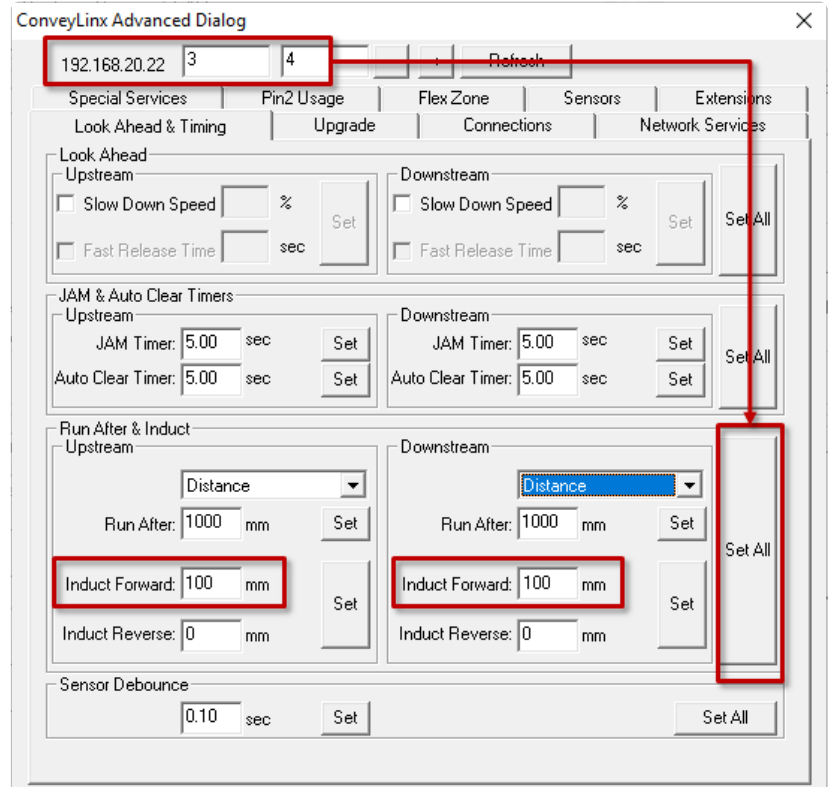 ConveyLinx Advanced Dialog
192.168.20.22 3 4 + Refresh
Special Services Pin2 Usage Flex Zone Sensors Extensions
Look Ahead & Timing Upgrade Connections Network Services
Look Ahead
Upstream Downstream
Slow Down Speed % Set Slow Down Speed % Set Set All
Fast Release Time sec Fast Release Time sec
JAM & Auto Clear Timers
Upstream Downstream
JAM Timer: 5.00 sec Set JAM Timer: 5.00 sec Set Set All
Auto Clear Timer: 5.00 sec Set Auto Clear Timer: 5.00 sec Set
Run After & Induct
Upstream Downstream
Distance Distance
Run After: 1000 mm Set Run After: 1000 mm Set
Set All
Induct Forward: 100 mm Set Induct Forward: 100 mm Set
Induct Reverse: 0 mm Induct Reverse: 0 mm
Sensor Debounce
0.10 sec Set Set All